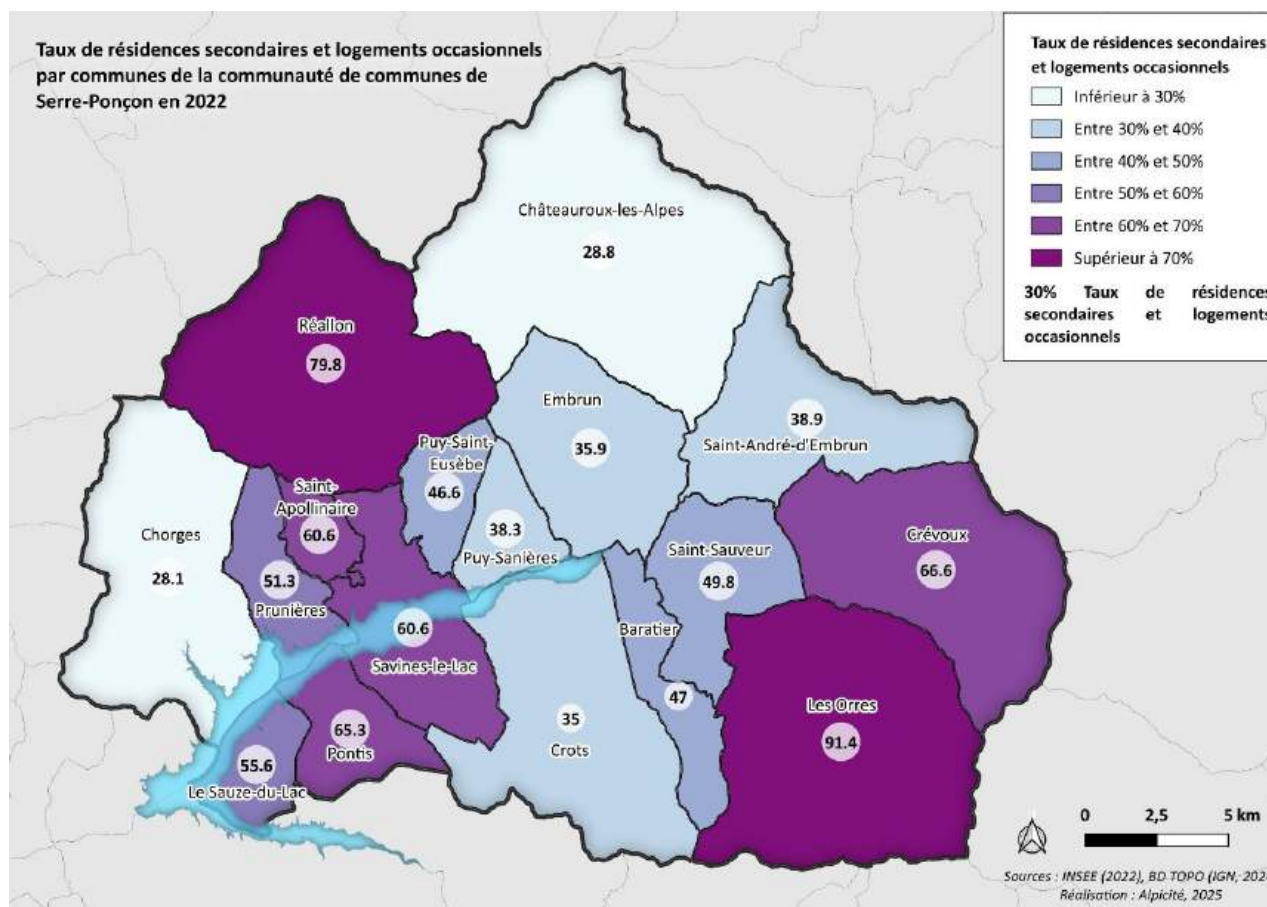 Taux de résidences secondaires et logements occasionnels
par communes de la communauté de communes de
Serre-Ponçon en 2022
Taux de résidences secondaires
et logements occasionnels
Inférieur à 30%
Entre 30% et 40%
Entre 40% et 50%
Entre 50% et 60%
Entre 60% et 70%
Supérieur à 70%
30% Taux de résidences
secondaires et logements
occasionnels
Châteauroux-les-Alpes
28.8
Réallon
79.8
Embrun
35.9
38.9
Saint-André-d'Embrun
Puy-Saint-
Eusèbe
46.6
Saint-
Apollinaire
60.6
38.3
Puy-Sanières
Chorges
28.1
51.3
Prunières
Saint-Sauveur
49.8
Crévoux
66.6
60.6
Savines-le-Lac
Baratier
47
Les Orres
91.4
35
Crots
65.3
Pontis
55.6
Le Sauze-du-Lac
0 2,5 5 km
Sources : INSEE (2022), BD TOPO (IGN, 202
Réalisation : Alpicité, 2025